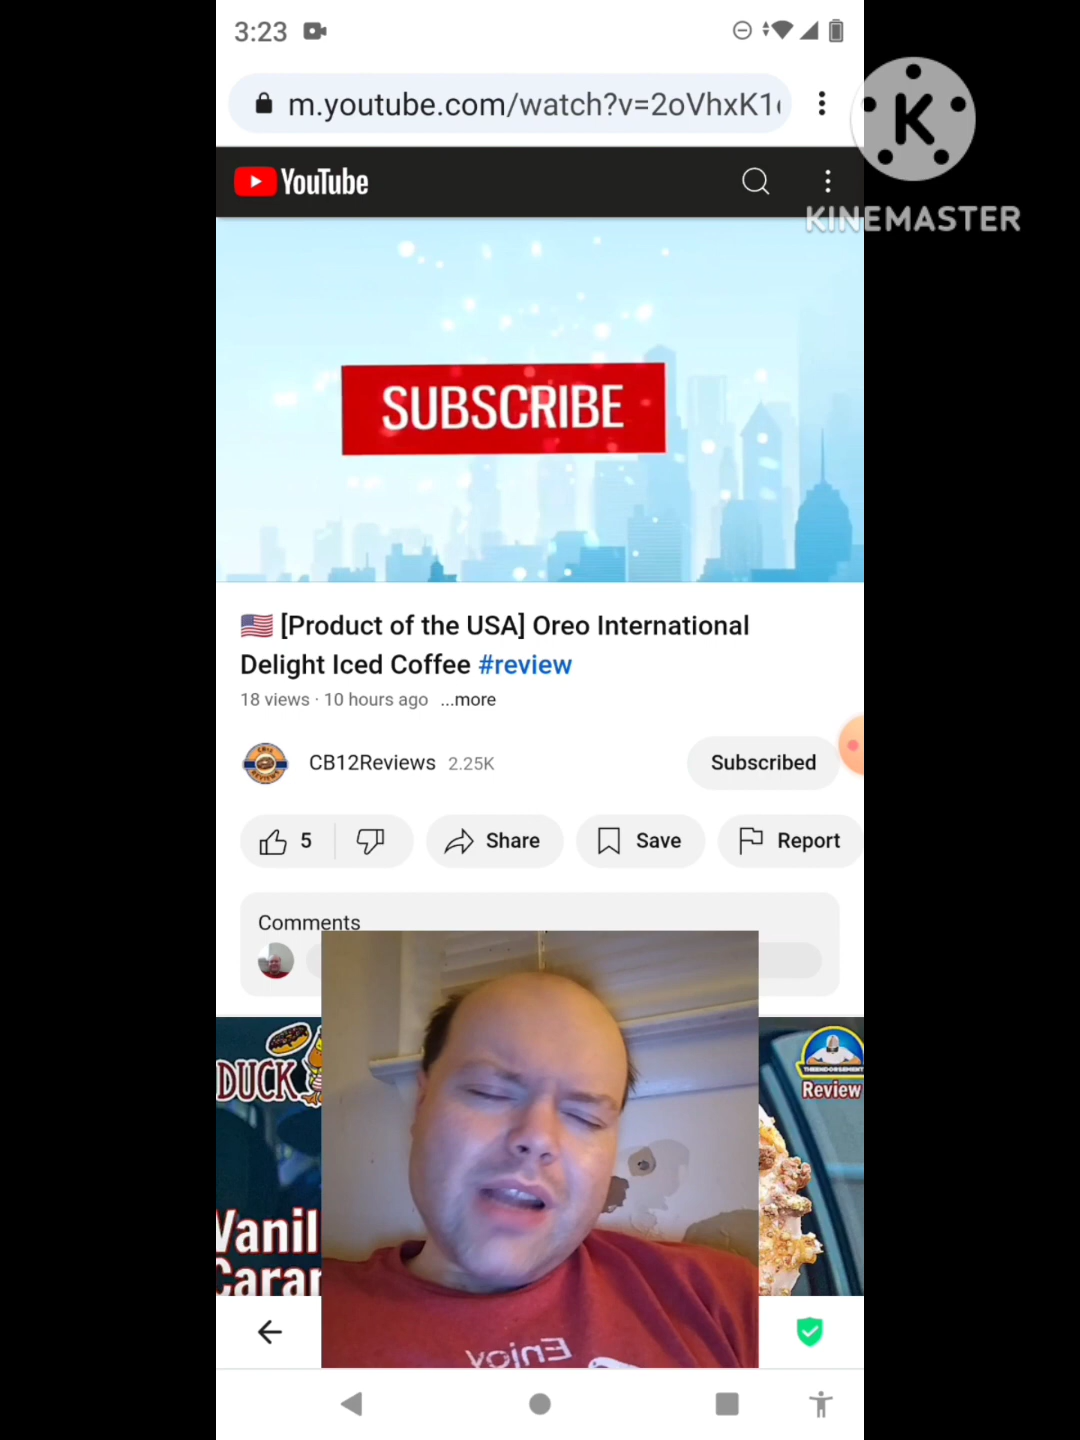 3:23
m.youtube.com/watch?v=2oVhxK1
K
KINEMASTER
YouTube
SUBSCRIBE
🇺🇸 [Product of the USA] Oreo International
Delight Iced Coffee #review
18 views · 10 hours ago ...more
CB12Reviews 2.25K
Subscribed
5
Share
Save
Report
Comments
DUCK
Review
Vanil
Caram
Enjoy